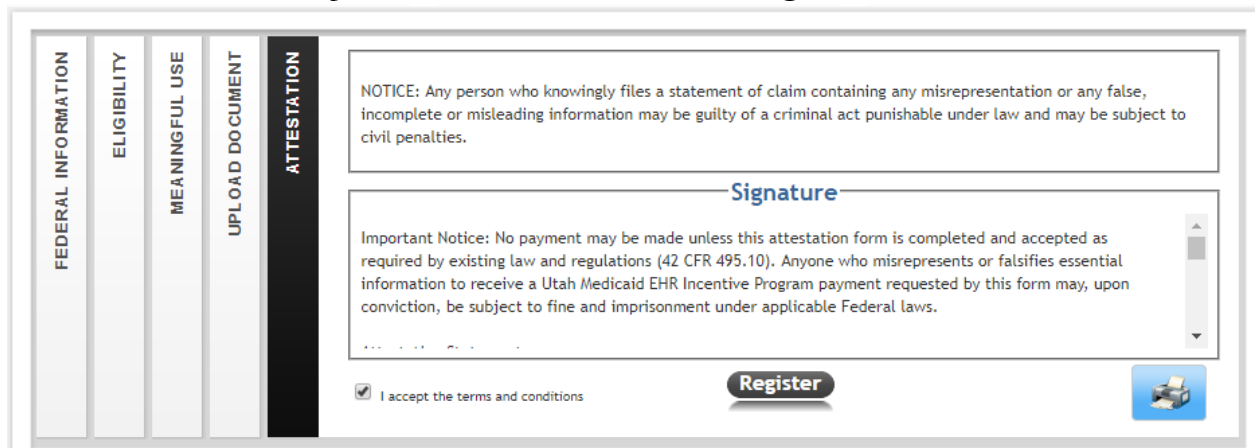 FEDERAL INFORMATION
ELIGIBILITY
MEANINGFUL USE
UPLOAD DOCUMENT
ATTESTATION
NOTICE: Any person who knowingly files a statement of claim containing any misrepresentation or any false,
incomplete or misleading information may be guilty of a criminal act punishable under law and may be subject to
civil penalties.
Signature
Important Notice: No payment may be made unless this attestation form is completed and accepted as
required by existing law and regulations (42 CFR 495.10). Anyone who misrepresents or falsifies essential
information to receive a Utah Medicaid EHR Incentive Program payment requested by this form may, upon
conviction, be subject to fine and imprisonment under applicable Federal laws.
I accept the terms and conditions
Register